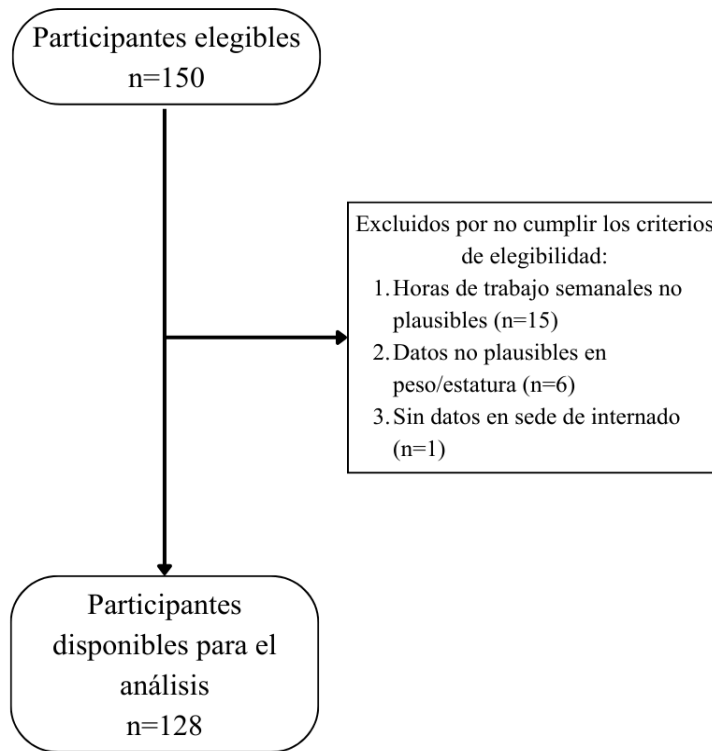 Participantes elegibles
n=150
Excluidos por no cumplir los criterios
de elegibilidad:
1. Horas de trabajo semanales no
plausibles (n=15)
2. Datos no plausibles en
peso/estatura (n=6)
3. Sin datos en sede de internado
(n=1)
Participantes
disponibles para el
análisis
n=128